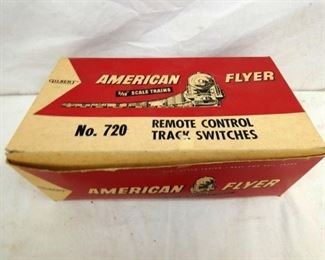 GILBERT
AMERICAN FLYER
3/16" SCALE TRAINS
No. 720 REMOTE CONTROL
TRACK SWITCHES
AMERICAN FLYER